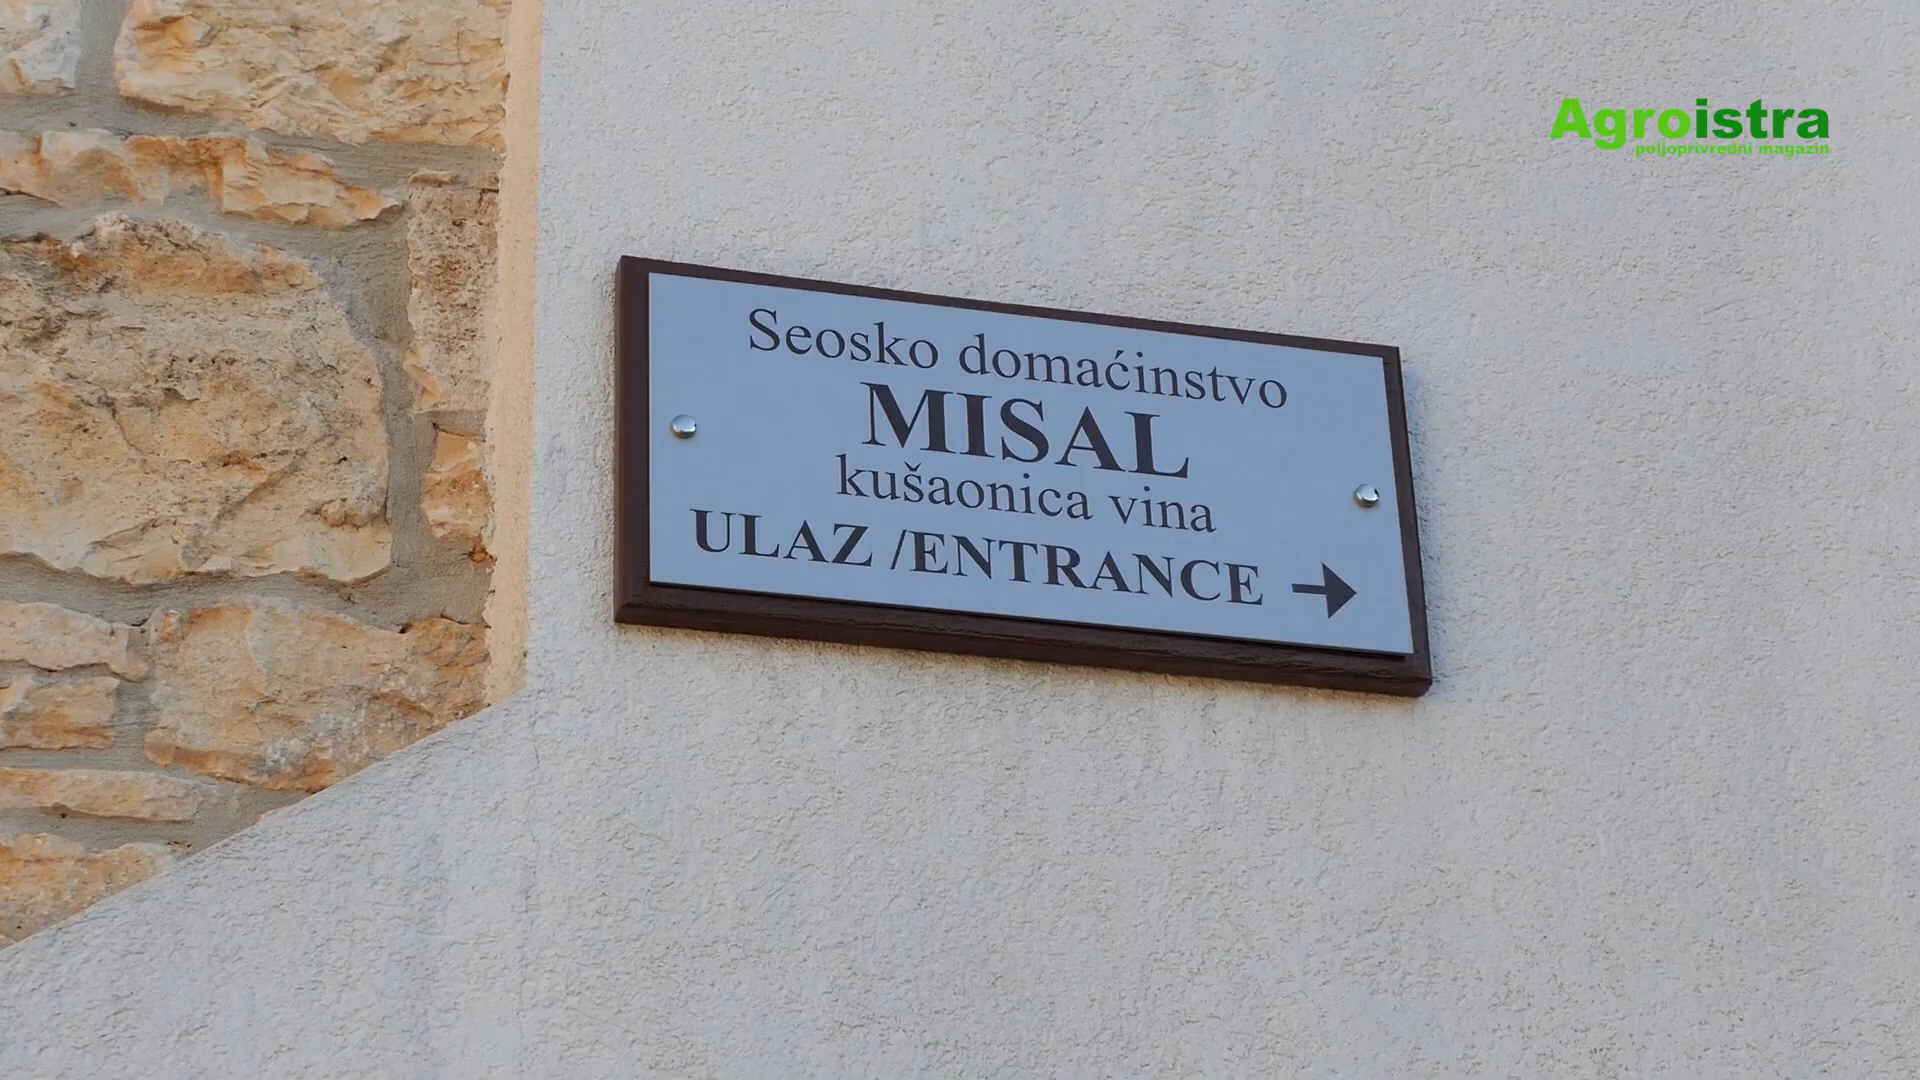 Agroistra
poljoprivredni magazin
Seosko domaćinstvo
MISAL
kušaonica vina
ULAZ /ENTRANCE →